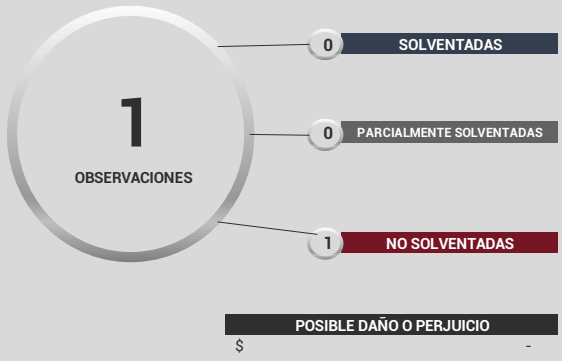 1
OBSERVACIONES
0 SOLVENTADAS
0 PARCIALMENTE SOLVENTADAS
1 NO SOLVENTADAS
POSIBLE DAÑO O PERJUICIO
$ -